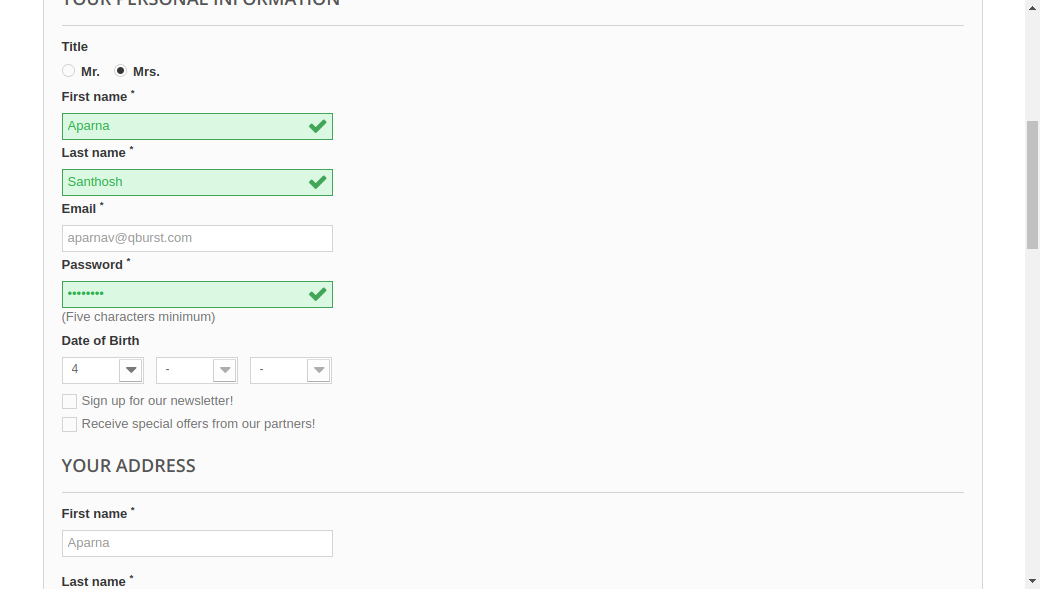 YOUR PERSONAL INFORMATION
Title
Mr. Mrs.
First name *
Aparna
Last name *
Santhosh
Email *
aparnav@qburst.com
Password *
••••••••
(Five characters minimum)
Date of Birth
4 - -
Sign up for our newsletter!
Receive special offers from our partners!
YOUR ADDRESS
First name *
Aparna
Last name *